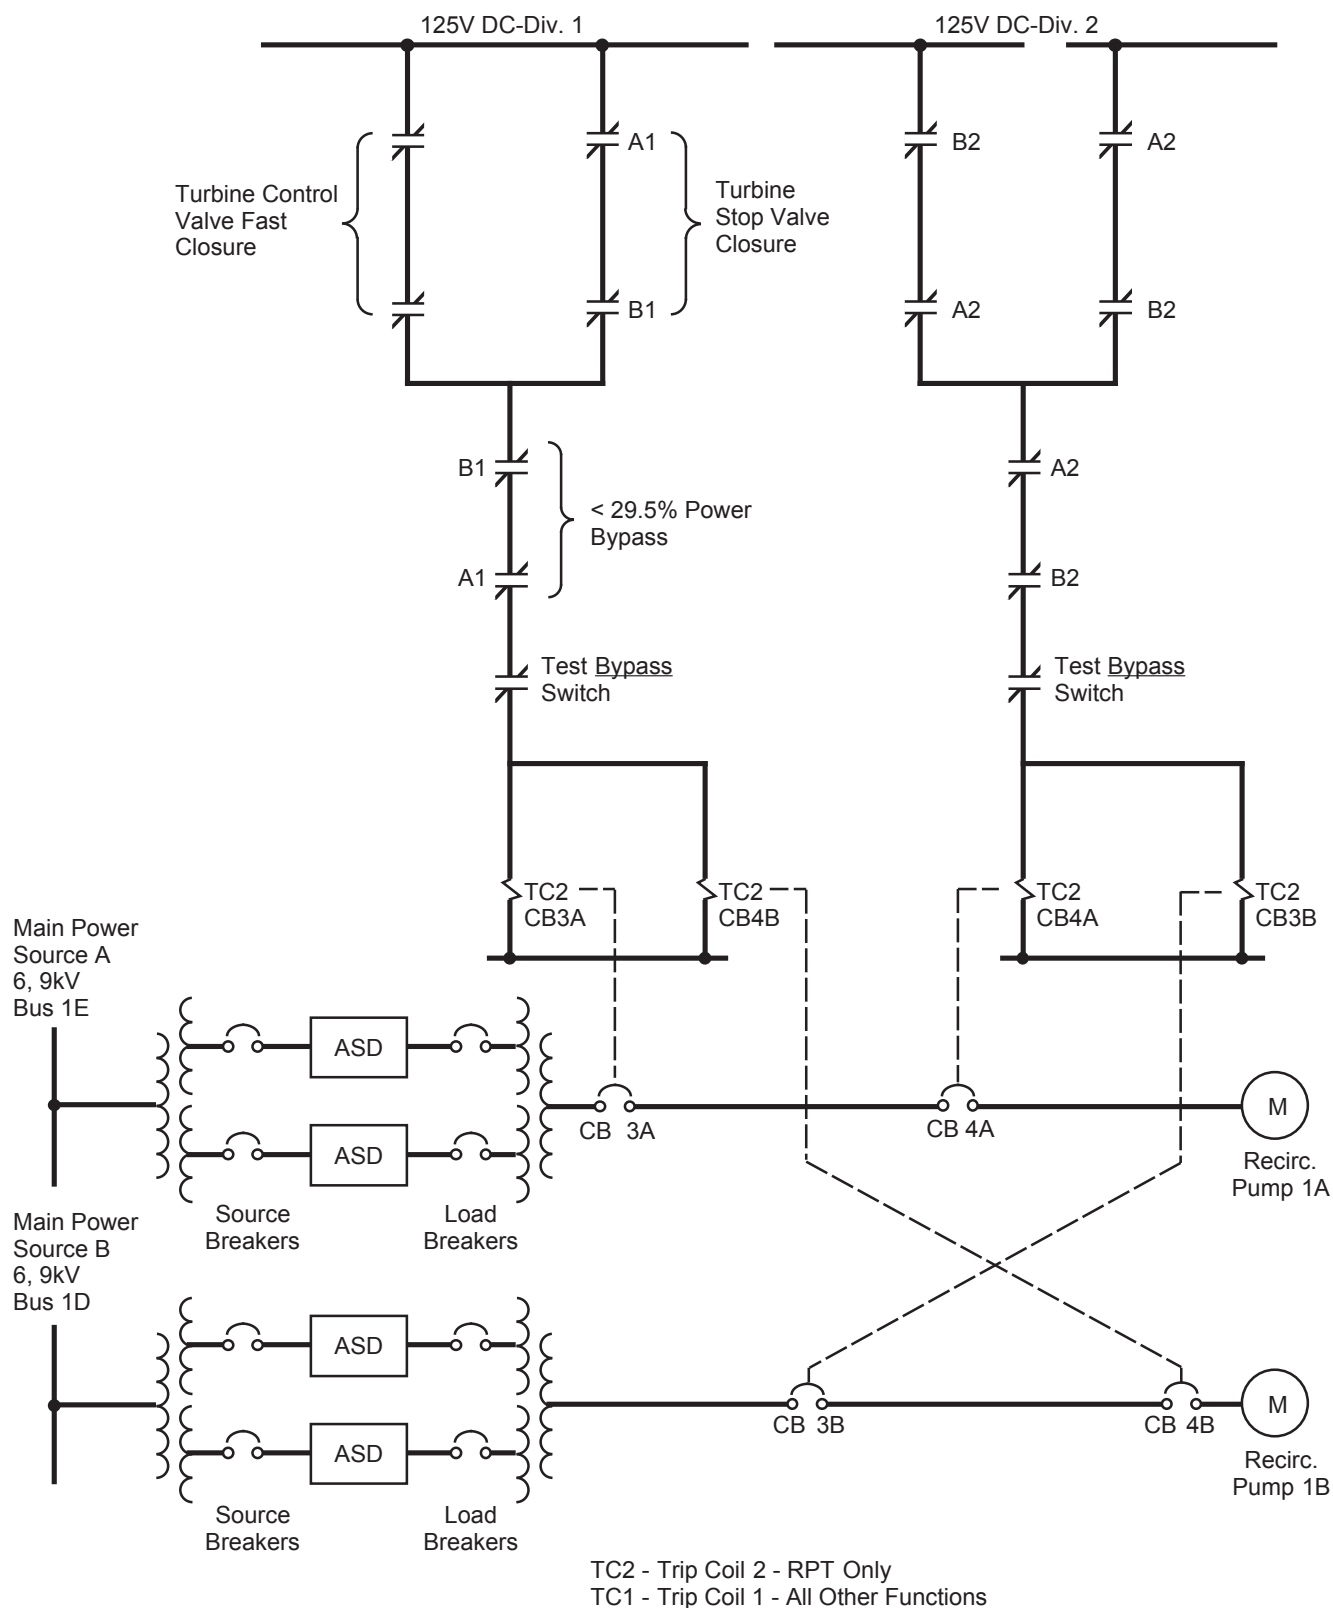 125V DC-Div. 1
125V DC-Div. 2
A1
B2
A2
Turbine Control
Valve Fast
Closure
Turbine
Stop Valve
Closure
B1
A2
B2
B1
A2
< 29.5% Power
Bypass
A1
B2
Test Bypass
Switch
Test Bypass
Switch
TC2
CB3A
TC2
CB4B
TC2
CB4A
TC2
CB3B
Main Power
Source A
6, 9kV
Bus 1E
ASD
ASD
CB 3A
CB 4A
M
Recirc.
Pump 1A
Source
Breakers
Load
Breakers
Main Power
Source B
6, 9kV
Bus 1D
ASD
ASD
CB 3B
CB 4B
M
Recirc.
Pump 1B
Source
Breakers
Load
Breakers
TC2 - Trip Coil 2 - RPT Only
TC1 - Trip Coil 1 - All Other Functions